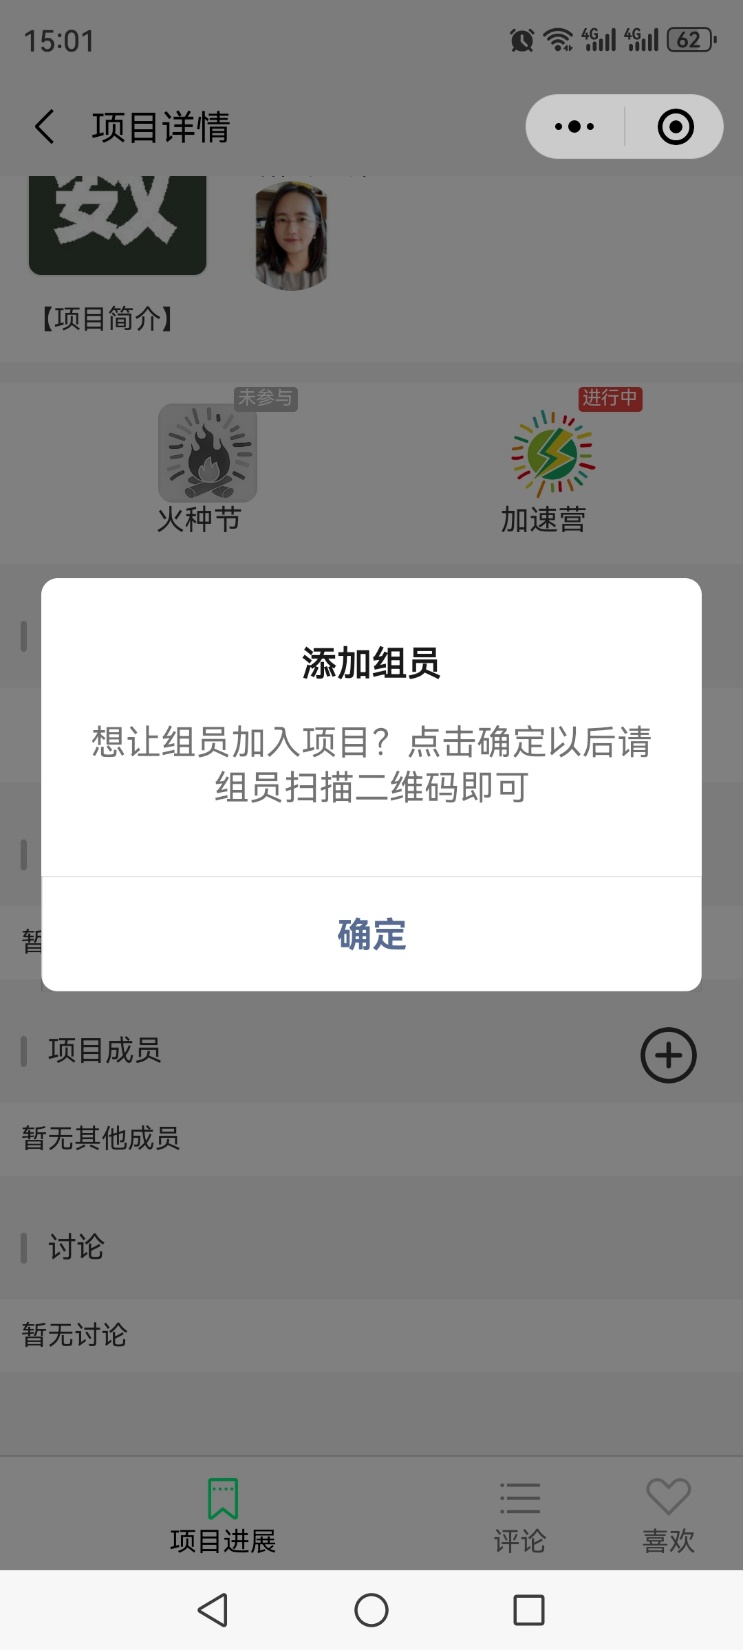 15:01
4G 4G 62
项目详情
数
【项目简介】
未参与
进行中
火种节
加速营
添加组员
想让组员加入项目？点击确定以后请
组员扫描二维码即可
确定
暂
项目成员
暂无其他成员
讨论
暂无讨论
项目进展
评论
喜欢